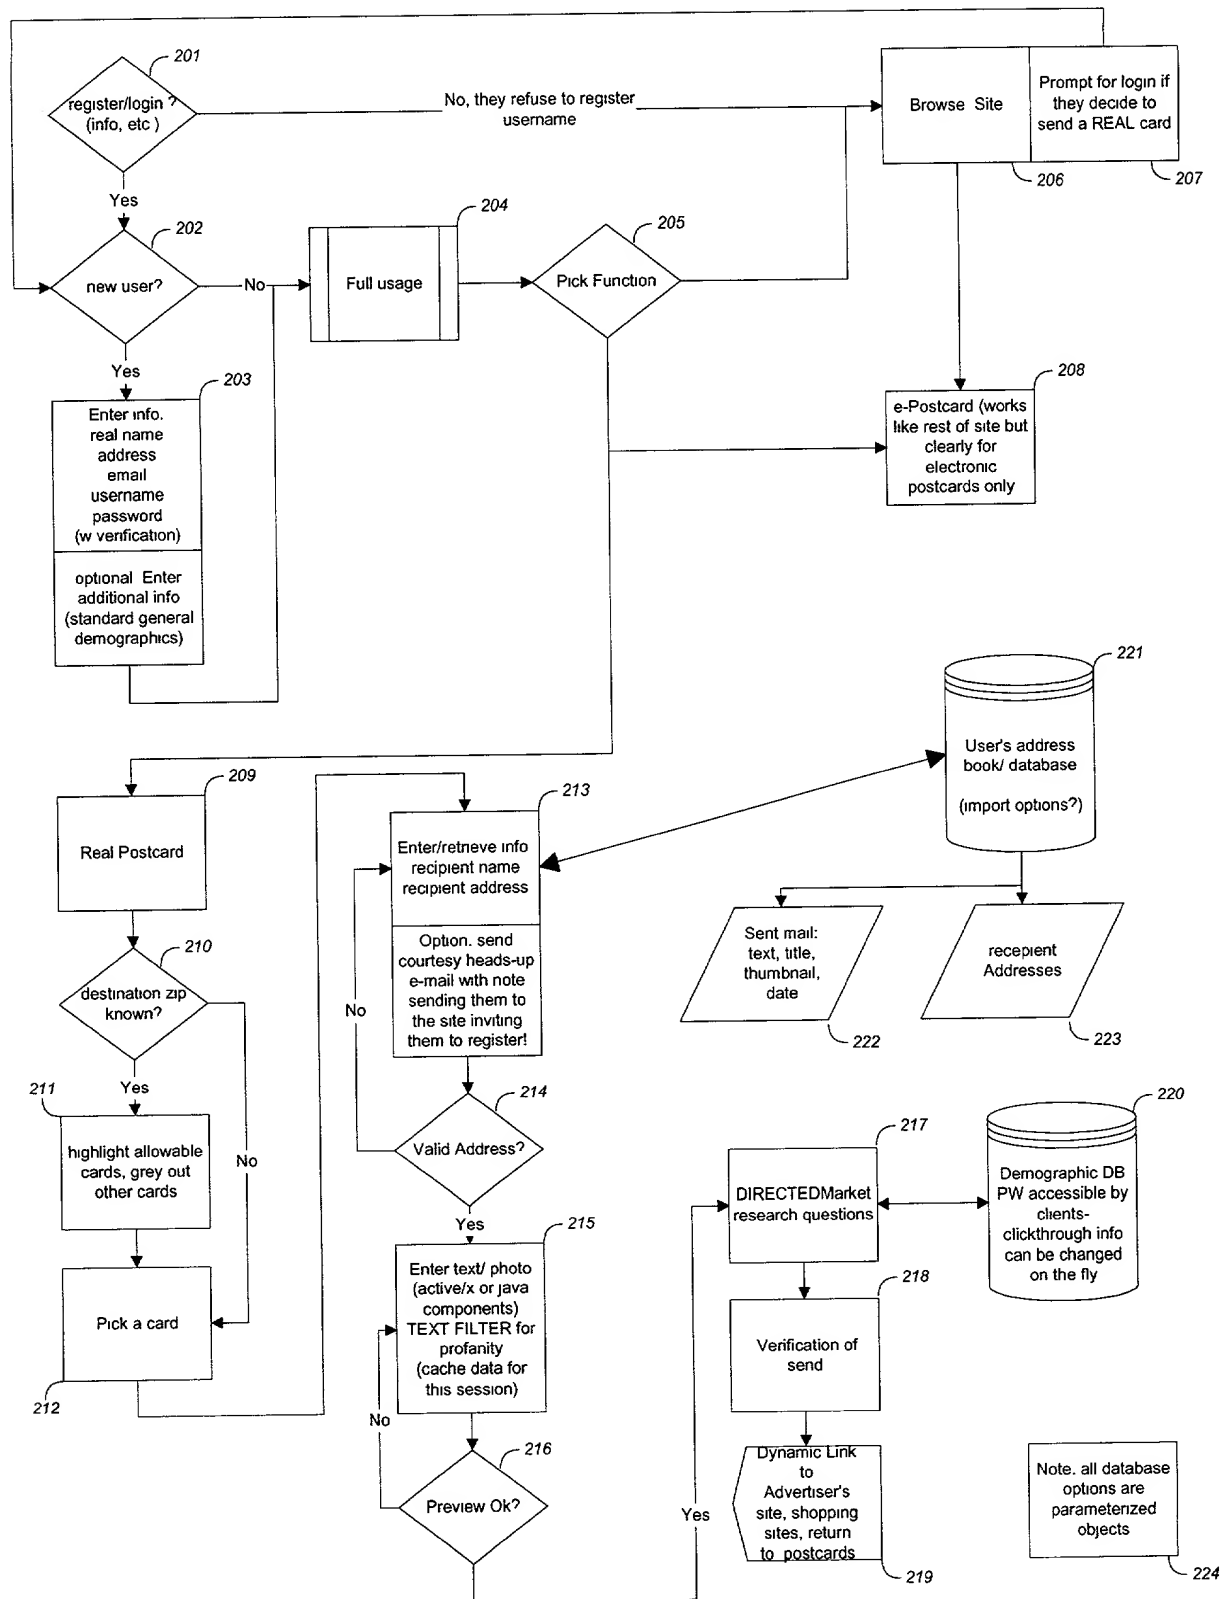 201
register/login ?
(info, etc )
No, they refuse to register
username
Browse Site
Prompt for login if
they decide to
send a REAL card
206
207
Yes
202
new user?
No
204
Full usage
205
Pick Function
Yes
203
Enter info.
real name
address
email
username
password
(w verification)
optional Enter
additional info
(standard general
demographics)
208
e-Postcard (works
like rest of site but
clearly for
electronic
postcards only
221
User's address
book/ database
(import options?)
209
Real Postcard
213
Enter/retrieve info
recipient name
recipient address
Option. send
courtesy heads-up
e-mail with note
sending them to
the site inviting
them to register!
Sent mail:
text, title,
thumbnail,
date
222
recepient
Addresses
223
210
destination zip
known?
No
Yes
211
highlight allowable
cards, grey out
other cards
No
Pick a card
212
214
Valid Address?
Yes
215
Enter text/ photo
(active/x or java
components)
TEXT FILTER for
profanity
(cache data for
this session)
No
216
Preview Ok?
Yes
217
DIRECTEDMarket
research questions
220
Demographic DB
PW accessible by
clients-
clickthrough info
can be changed
on the fly
218
Verification of
send
Dynamic Link
to
Advertiser's
site, shopping
sites, return
to postcards
219
Note. all database
options are
parameterized
objects
224